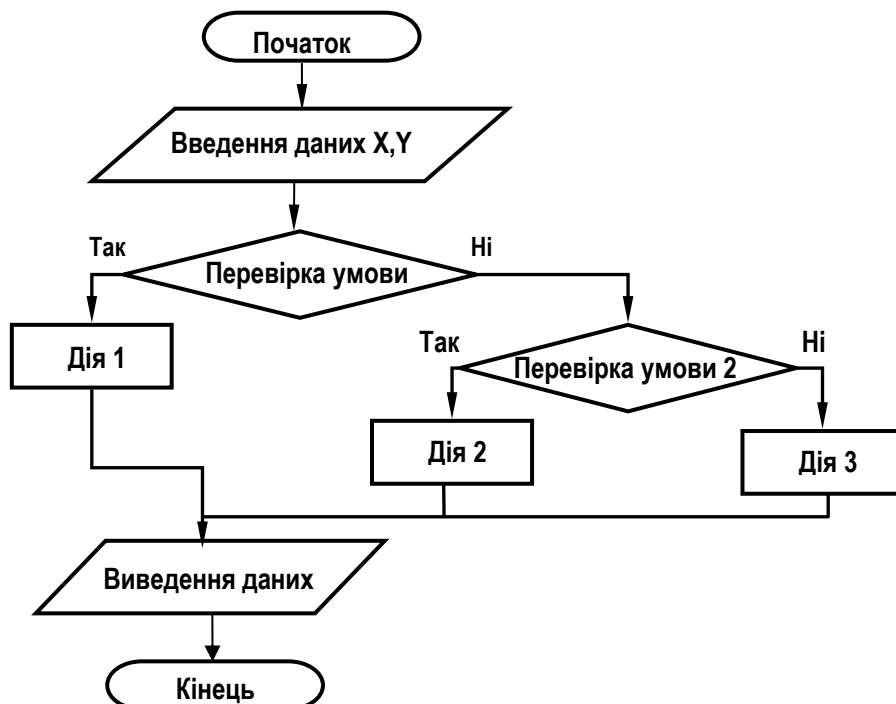 Початок
Введення даних X,Y
Так
Ні
Перевірка умови
Дія 1
Так
Ні
Перевірка умови 2
Дія 2
Дія 3
Виведення даних
Кінець